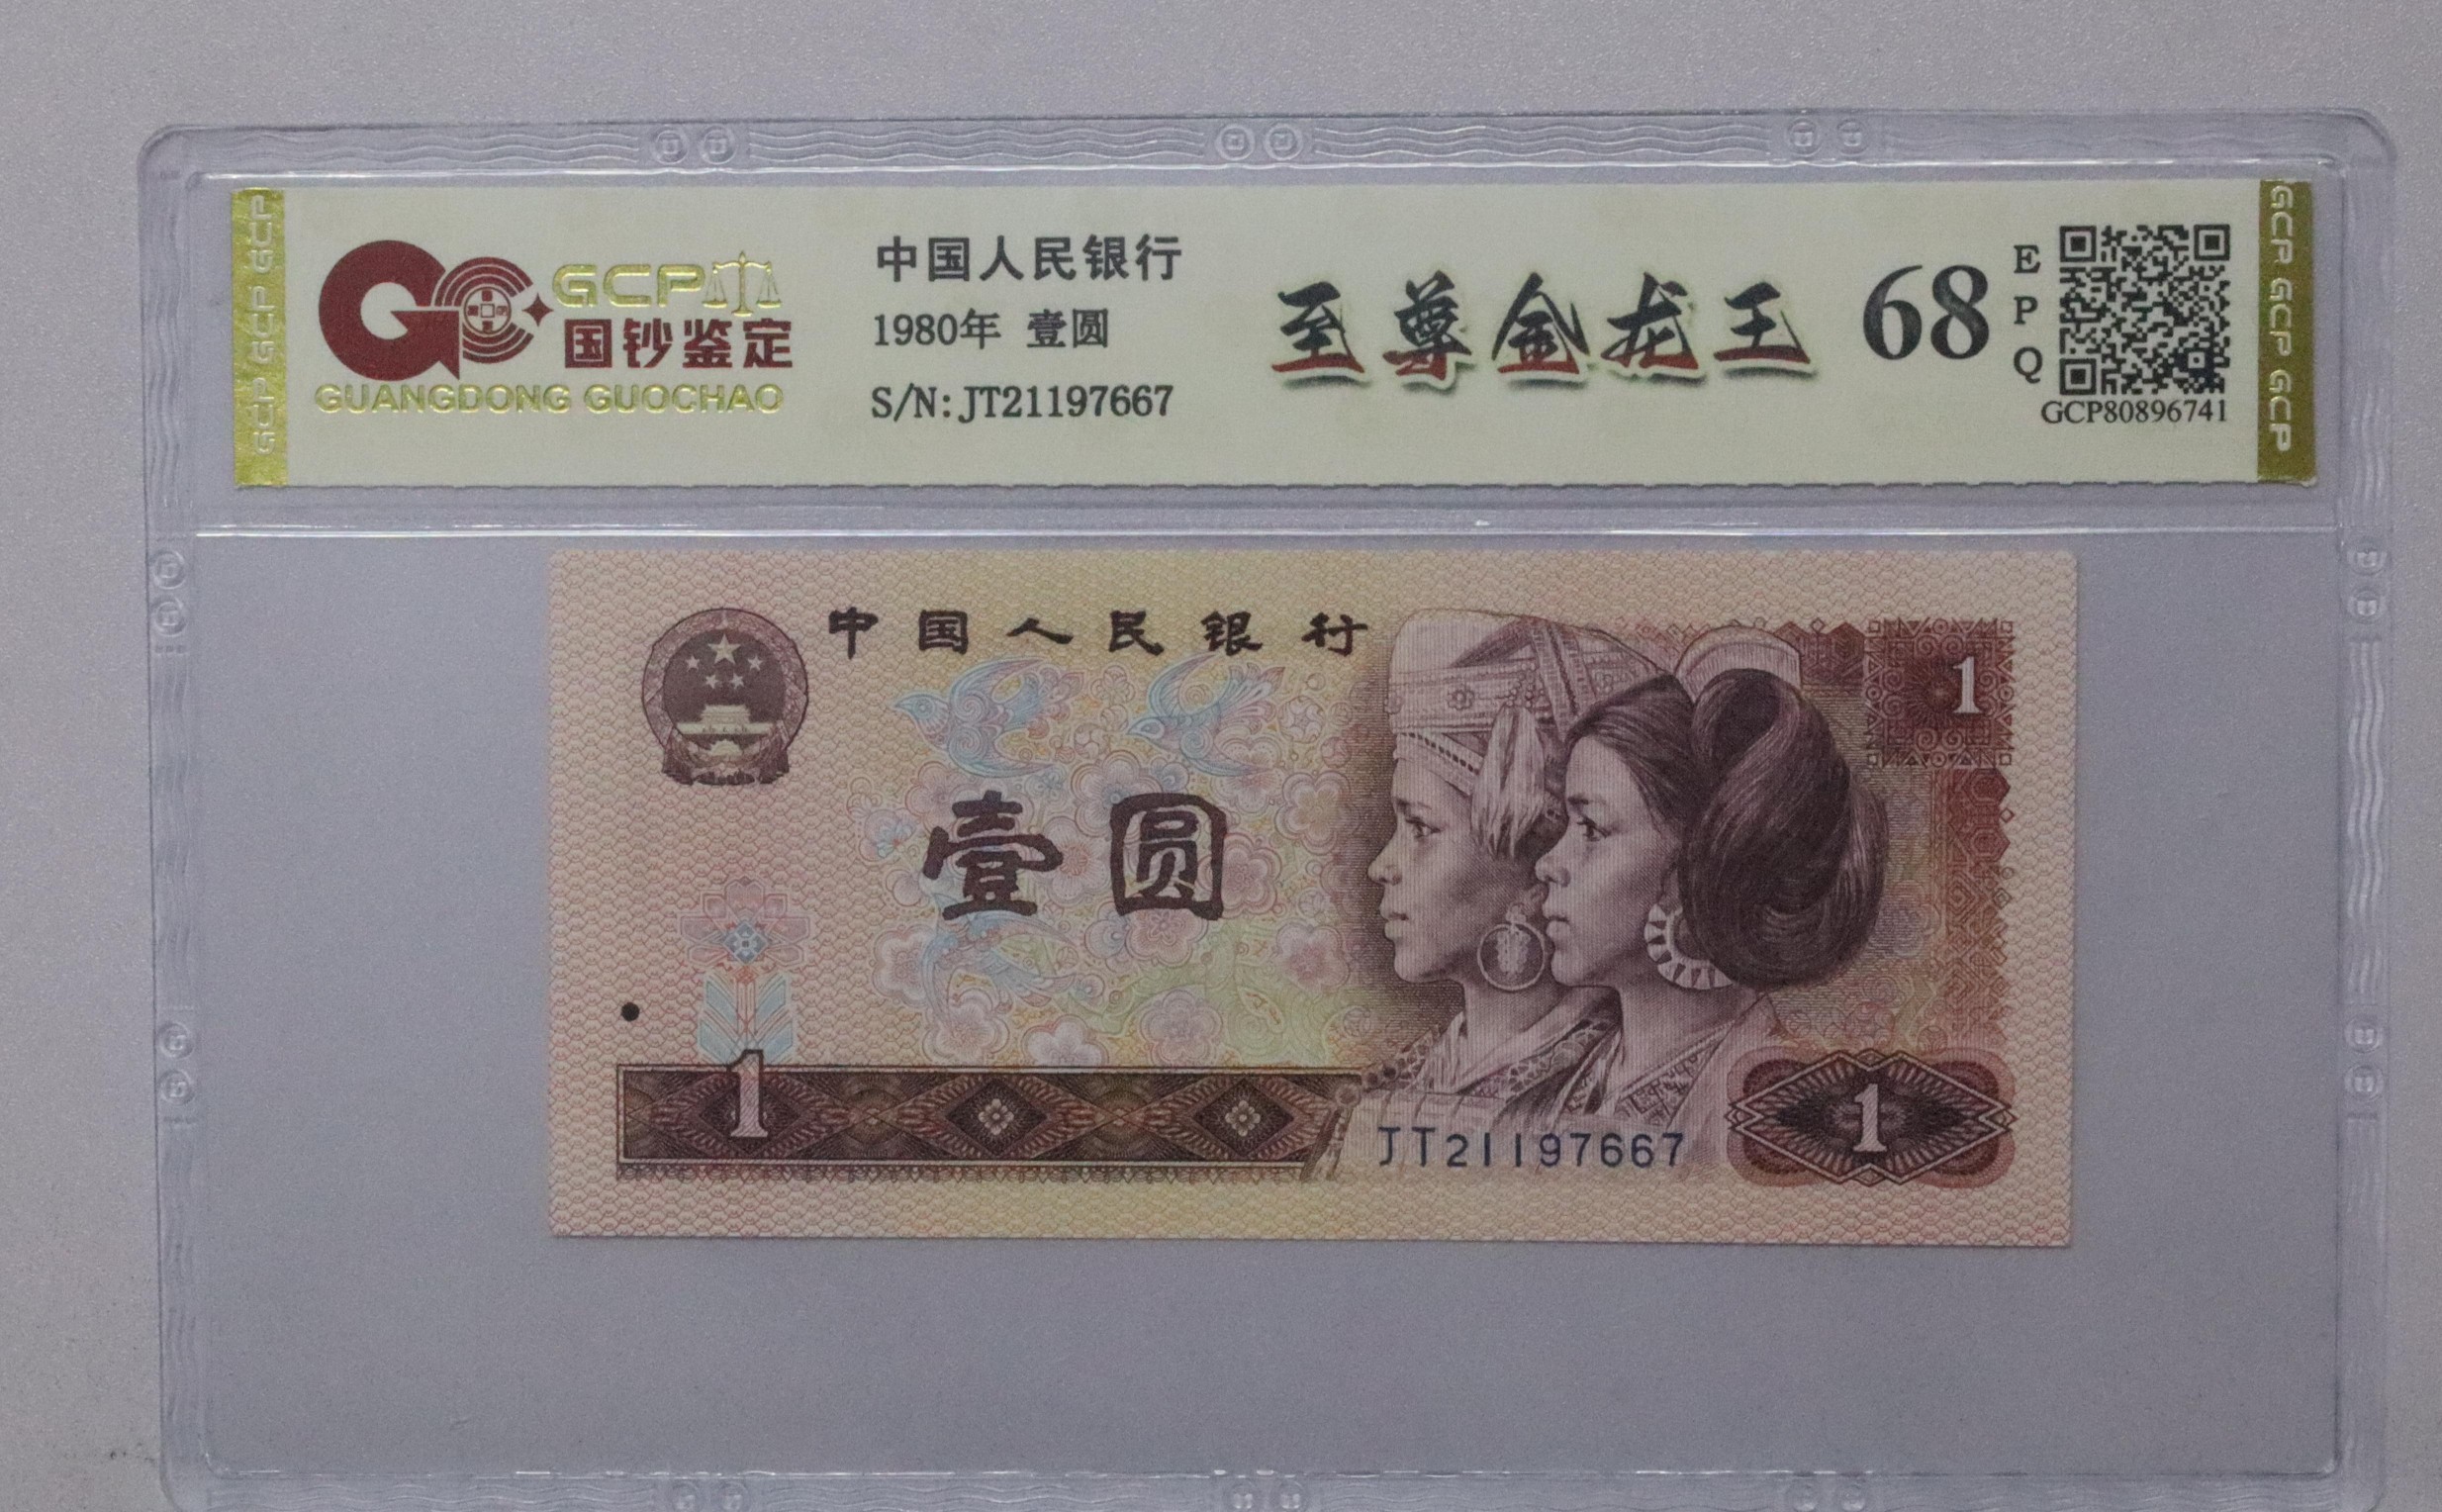 GCP GCP GCP
GCP
国钞鉴定
GUANGDONG GUOCHAO
中国人民银行
1980年 壹圆
S/N: JT21197667
至尊金龙王
68
E
P
Q
GCP80896741
GCP GCP GCP
中国人民银行
1
壹圆
1
JT21197667
1